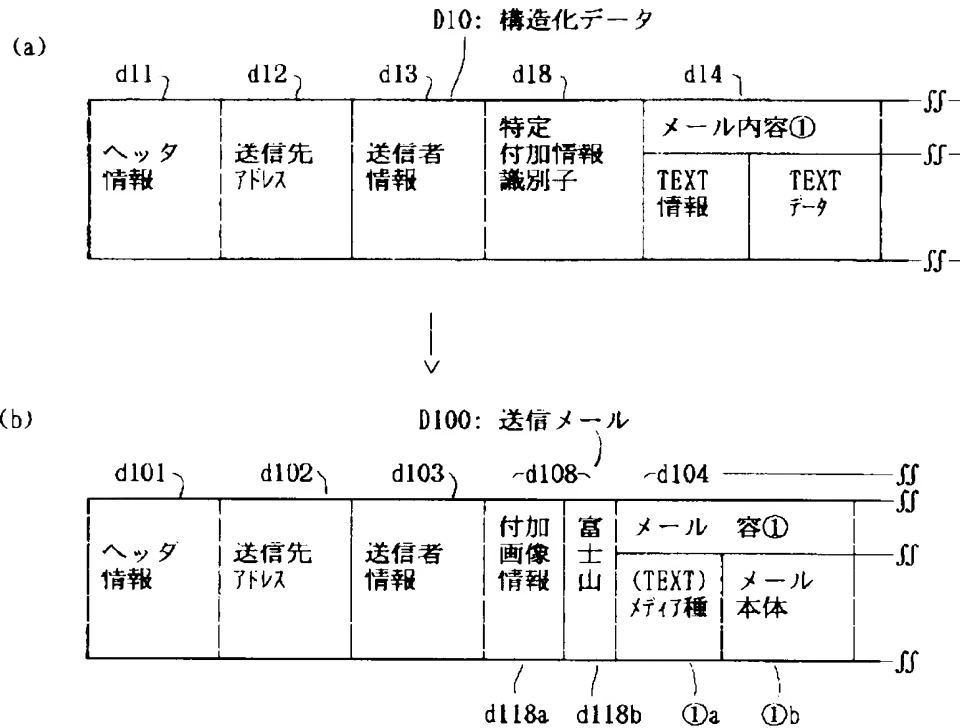 D10: 構造化データ
(a)
d11 d12 d13 d18 d14
ヘッダ
情報
送信先
アドレス
送信者
情報
特定
付加情報
識別子
メール内容①
TEXT
情報
TEXT
データ
(b)
D100: 送信メール
d101 d102 d103 d108 d104
ヘッダ
情報
送信先
アドレス
送信者
情報
付加
画像
情報
富
士
山
メール 容①
(TEXT)
メディア種
メール
本体
d118a d118b ①a ①b